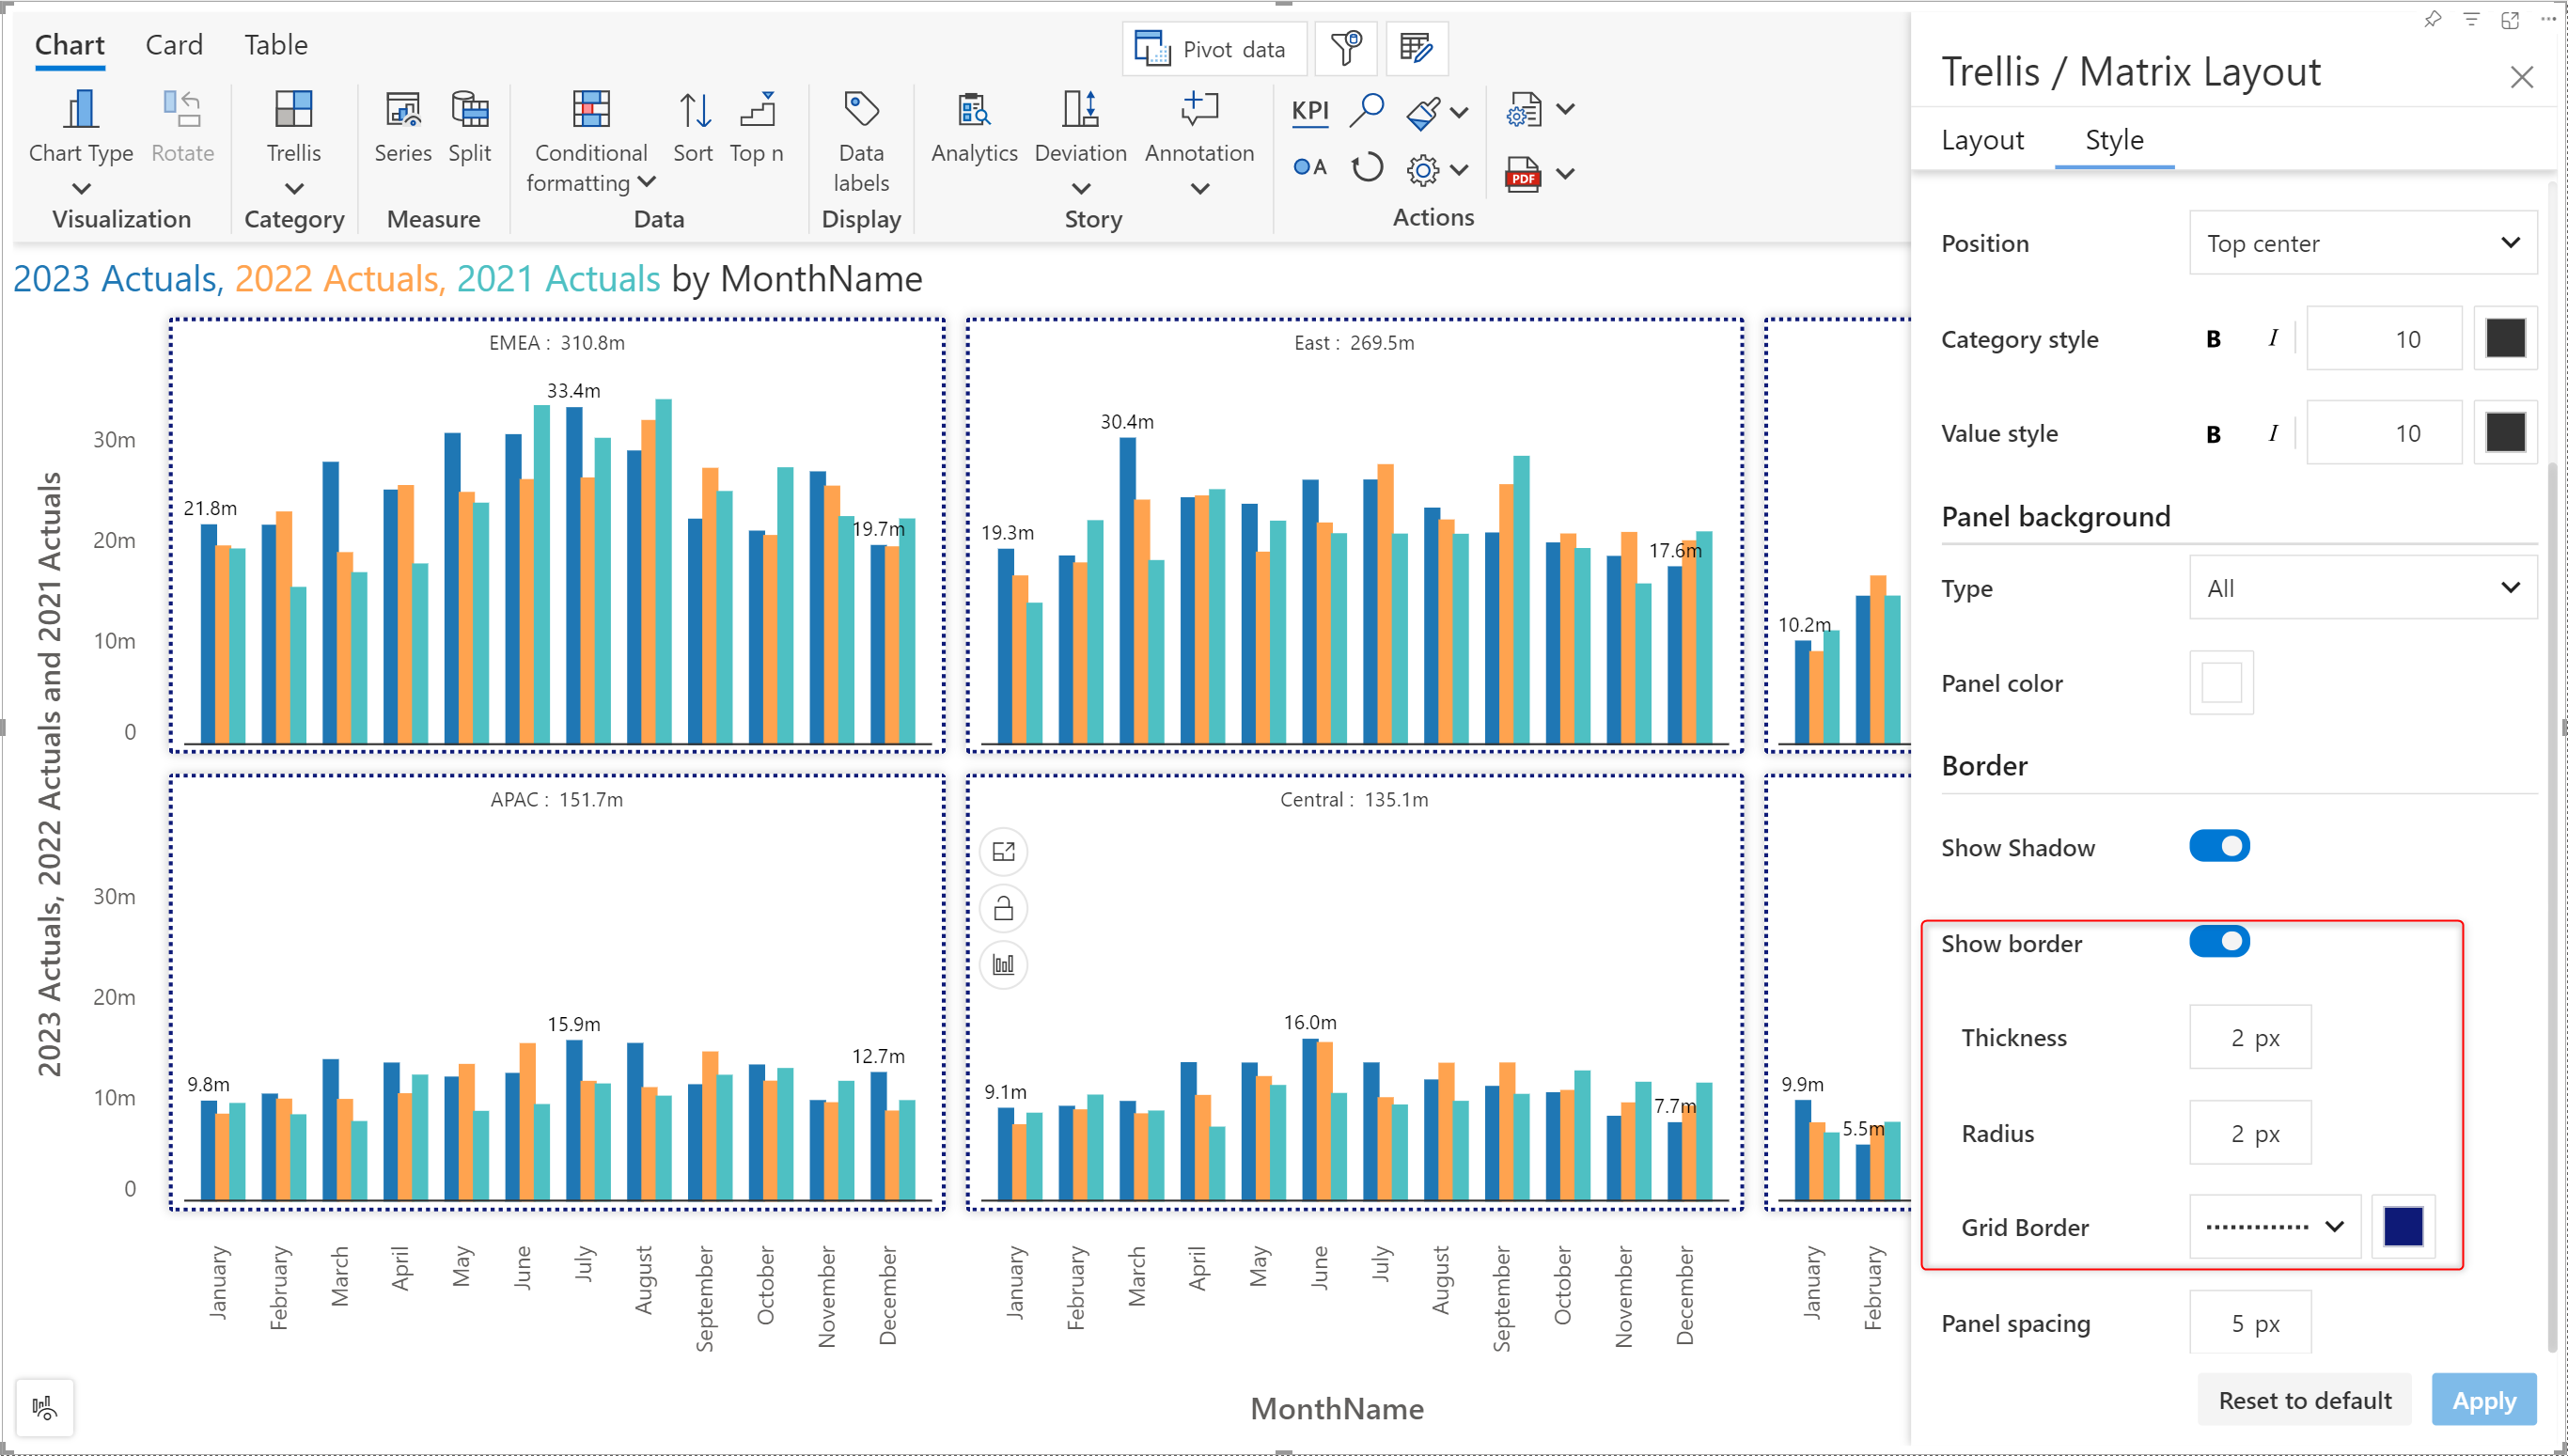 Chart Card Table
Pivot data
Chart Type Rotate Trellis Series Split Conditional formatting Sort Top n Data labels Analytics Deviation Annotation KPI
A
PDF
Visualization Category Measure Data Display Story Actions
2023 Actuals, 2022 Actuals, 2021 Actuals by MonthName
2023 Actuals, 2022 Actuals and 2021 Actuals
30m
20m
10m
0
30m
20m
10m
0
EMEA : 310.8m
21.8m
33.4m
19.7m
East : 269.5m
19.3m
30.4m
17.6m
10.2m
APAC : 151.7m
9.8m
15.9m
12.7m
Central : 135.1m
9.1m
16.0m
7.7m
9.9m
5.5m
January February March April May June July August September October November December
January February March April May June July August September October November December
January February
MonthName
Trellis / Matrix Layout
Layout Style
Position Top center
Category style B I 10
Value style B I 10
Panel background
Type All
Panel color
Border
Show Shadow
Show border
Thickness 2 px
Radius 2 px
Grid Border
Panel spacing 5 px
Reset to default Apply